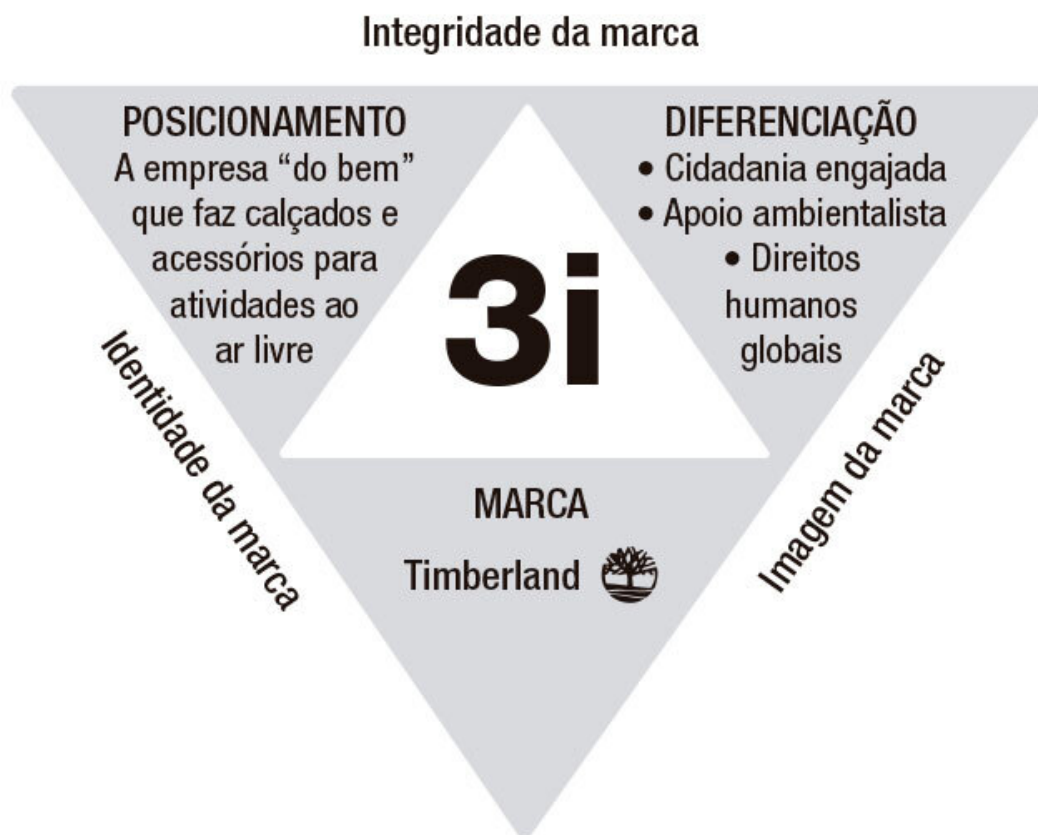 Integridade da marca
POSICIONAMENTO
A empresa “do bem”
que faz calçados e
acessórios para
atividades ao
ar livre
DIFERENCIAÇÃO
• Cidadania engajada
• Apoio ambientalista
• Direitos
humanos
globais
3i
Identidade da marca
Imagem da marca
MARCA
Timberland